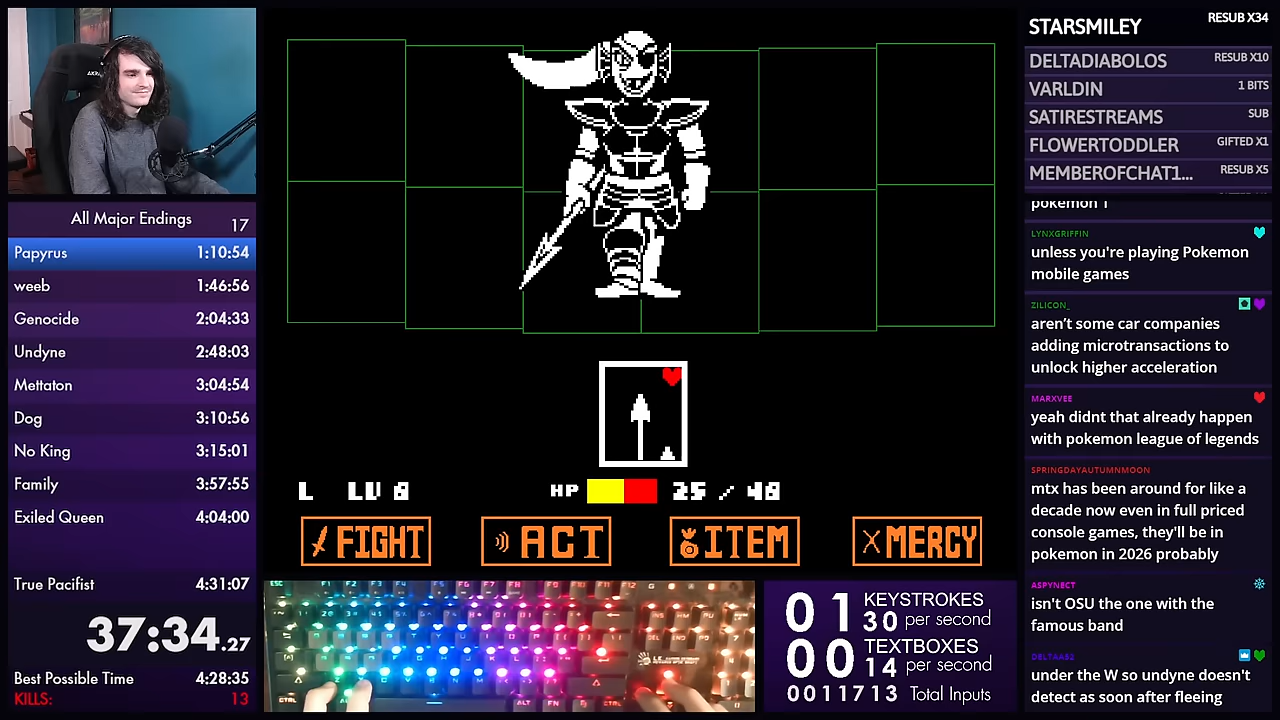 All Major Endings
17
Papyrus 1:10:54
weeb 1:46:56
Genocide 2:04:33
Undyne 2:48:03
Mettaton 3:04:54
Dog 3:10:56
No King 3:15:01
Family 3:57:55
Exiled Queen 4:04:00
True Pacifist 4:31:07
37:34.27
Best Possible Time 4:28:35
KILLS: 13
L LV 8 HP 25 / 48
FIGHT ACT ITEM MERCY
01 30 KEYSTROKES per second
00 14 TEXTBOXES per second
0011713 Total Inputs
STARSMILEY RESUB X34
DELTADIABOLOS RESUB X10
VARLDIN 1 BITS
SATIRESTREAMS SUB
FLOWERTODDLER GIFTED X1
MEMBEROFCHAT1... RESUB X5
pokemon 1
LYNXGRIFFIN
unless you're playing Pokemon
mobile games
ZILICON_
aren't some car companies
adding microtransactions to
unlock higher acceleration
MARXVEE
yeah didnt that already happen
with pokemon league of legends
SPRINGDAYAUTUMNMOON
mtx has been around for like a
decade now even in full priced
console games, they'll be in
pokemon in 2026 probably
ASPYNECT
isn't OSU the one with the
famous band
DELTAA52
under the W so undyne doesn't
detect as soon after fleeing